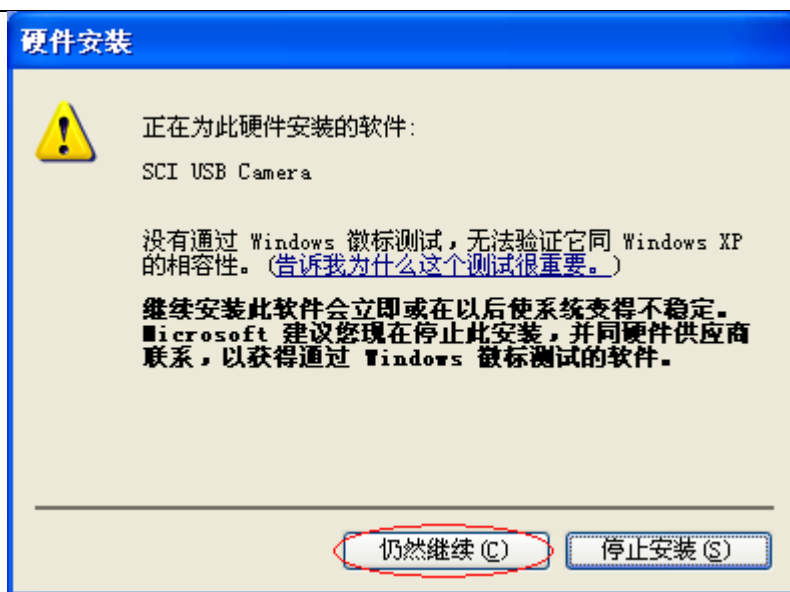 硬件安装
正在为此硬件安装的软件:
SCI USB Camera
没有通过 Windows 徽标测试，无法验证它同 Windows XP
的相容性。(告诉我为什么这个测试很重要。)
继续安装此软件会立即或在以后使系统变得不稳定。
Microsoft 建议您现在停止此安装，并同硬件供应商
联系，以获得通过 Windows 徽标测试的软件。
仍然继续(C) 停止安装(S)